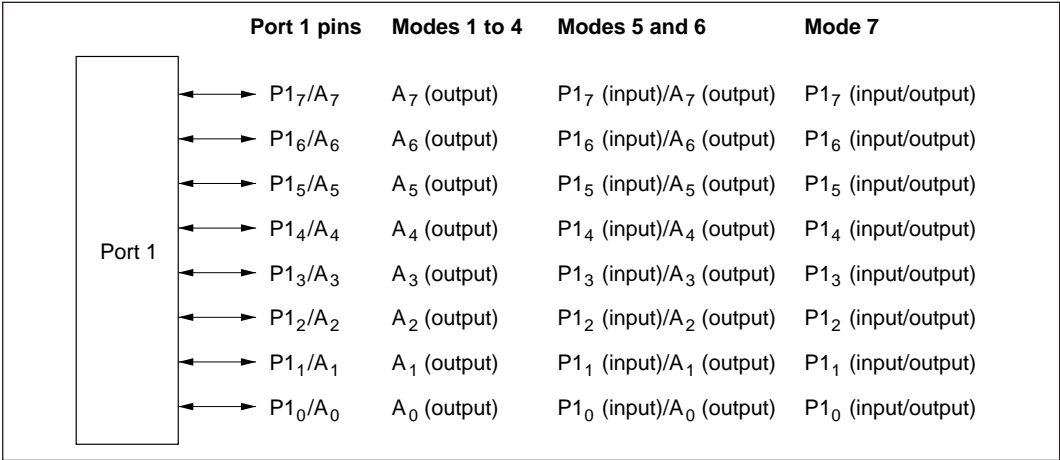 Port 1 pins Modes 1 to 4 Modes 5 and 6 Mode 7
P1₇/A₇ A₇ (output) P1₇ (input)/A₇ (output) P1₇ (input/output)
P1₆/A₆ A₆ (output) P1₆ (input)/A₆ (output) P1₆ (input/output)
P1₅/A₅ A₅ (output) P1₅ (input)/A₅ (output) P1₅ (input/output)
P1₄/A₄ A₄ (output) P1₄ (input)/A₄ (output) P1₄ (input/output)
Port 1
P1₃/A₃ A₃ (output) P1₃ (input)/A₃ (output) P1₃ (input/output)
P1₂/A₂ A₂ (output) P1₂ (input)/A₂ (output) P1₂ (input/output)
P1₁/A₁ A₁ (output) P1₁ (input)/A₁ (output) P1₁ (input/output)
P1₀/A₀ A₀ (output) P1₀ (input)/A₀ (output) P1₀ (input/output)